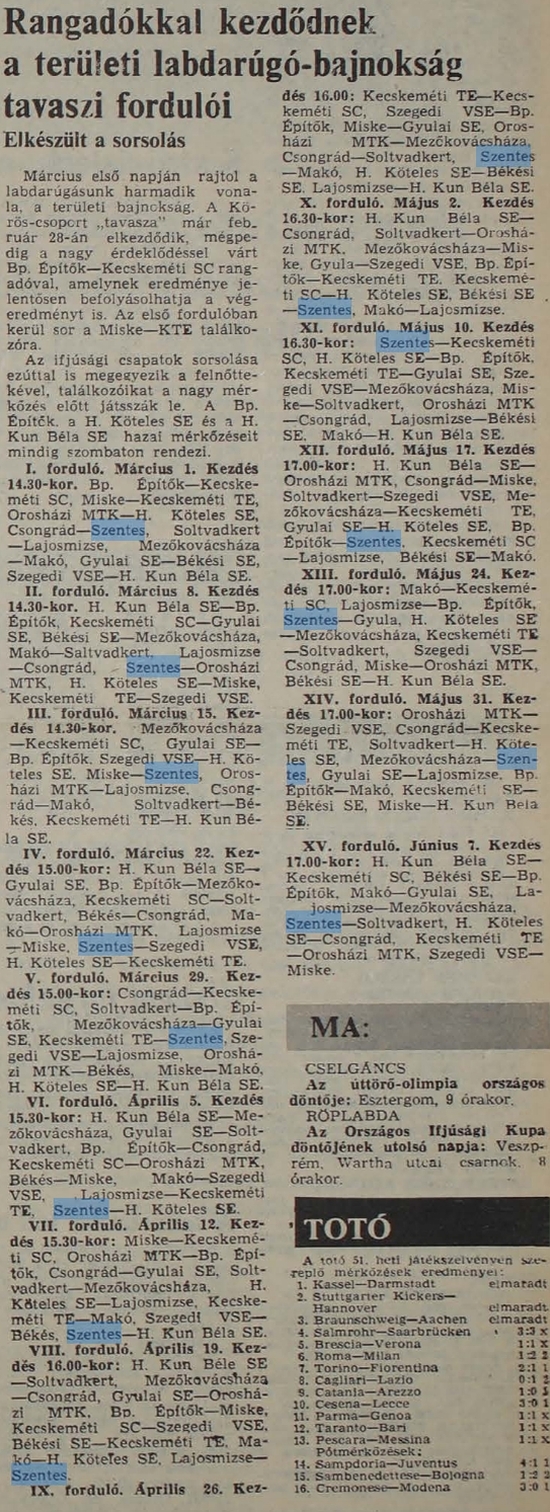 Rangadókkal kezdődnek
a területi labdarúgó-bajnokság
tavaszi fordulói
Elkészült a sorsolás
Március első napján rajtol a
labdarúgásunk harmadik vona-
la, a területi bajnokság. A Kö-
rös-csoport „tavasza” már feb-
ruár 28-án elkezdődik, mégpe-
dig a nagy érdeklődéssel várt
Bp. Építők—Kecskeméti SC rang-
adóval, amelynek eredménye je-
lentősen befolyásolhatja a vég-
eredményt is. Az első fordulóban
kerül sor a Miske—KTE találko-
zóra.
Az ifjúsági csapatok sorsolása
ezúttal is megegyezik a felnőtte-
kével, találkozóikat a nagy mér-
kőzés előtt játsszák le. A Bp.
Építők, a H. Köteles SE és a H.
Kun Béla SE hazai mérkőzéseit
mindig szombaton rendezi.
I. forduló. Március 1. Kezdés
14.30-kor. Bp. Építők—Kecske-
méti SC, Miske—Kecskeméti TE,
Orosházi MTK—H. Köteles SE,
Csongrád—Szentes, Soltvadkert
—Lajosmizse, Mezőkovácsháza
—Makó, Gyulai SE—Békési SE,
Szegedi VSE—H. Kun Béla SE.
II. forduló. Március 8. Kezdés
14.30-kor. H. Kun Béla SE—Bp.
Építők, Kecskeméti SC—Gyulai
SE, Békési SE—Mezőkovácsháza,
Makó—Saltvadkert, Lajosmizse
—Csongrád, Szentes—Orosházi
MTK, H. Köteles SE—Miske,
Kecskeméti TE—Szegedi VSE.
III. forduló. Március 15. Kez-
dés 14.30-kor. Mezőkovácsháza
—Kecskeméti SC, Gyulai SE—
Bp. Építők, Szegedi VSE—H. Kö-
teles SE, Miske—Szentes, Oros-
házi MTK—Lajosmizse, Csong-
rád—Makó, Soltvadkert—Bé-
kés, Kecskeméti TE—H. Kun Bé-
la SE.
IV. forduló. Március 22. Kez-
dés 15.00-kor: H. Kun Béla SE—
Gyulai SE, Bp. Építők—Mezőko-
vácsháza, Kecskeméti SC—Solt-
vadkert, Békés—Csongrád, Ma-
kó—Orosházi MTK, Lajosmizse
—Miske, Szentes—Szegedi VSE,
H. Köteles SE—Kecskeméti TE.
V. forduló. Március 29. Kez-
dés 15.00-kor: Csongrád—Kecske-
méti SC, Soltvadkert—Bp. Épí-
tők, Mezőkovácsháza—Gyulai
SE, Kecskeméti TE—Szentes, Sze-
gedi VSE—Lajosmizse, Orosház-
zi MTK—Békés, Miske—Makó,
H. Köteles SE—H. Kun Béla SE.
VI. forduló. Április 5. Kezdés
15.30-kor: H. Kun Béla SE—Me-
zőkovácsháza, Gyulai SE—Solt-
vadkert, Bp. Építők—Csongrád,
Kecskeméti SC—Orosházi MTK,
Békés—Miske, Makó—Szegedi
VSE, Lajosmizse—Kecskeméti
TE, Szentes—H. Köteles SE.
VII. forduló. Április 12. Kez-
dés 15.30-kor: Miske—Kecskemé-
ti SC, Orosházi MTK—Bp. Épí-
tők, Csongrád—Gyulai SE, Solt-
vadkert—Mezőkovácsháza, H.
Köteles SE—Lajosmizse, Kecske-
méti TE—Makó, Szegedi VSE—
Békés, Szentes—H. Kun Béla SE.
VIII. forduló. Április 19. Kez-
dés 16.00-kor: H. Kun Béle SE
—Soltvadkert, Mezőkovácsháza
—Csongrád, Gyulai SE—Orosház-
zi MTK, Bp. Építők—Miske,
Kecskeméti SC—Szegedi VSE,
Békési SE—Kecskeméti TE, Ma-
kó—H. Köteles SE, Lajosmizse—
Szentes.
IX. forduló. Április 26. Kez-
dés 16.00: Kecskeméti TE—Kecs-
keméti SC, Szegedi VSE—Bp.
Építők, Miske—Gyulai SE, Oros-
házi MTK—Mezőkovácsháza,
Csongrád—Soltvadkert, Szentes
—Makó, H. Köteles SE—Békési
SE, Lajosmizse—H. Kun Béla SE.
X. forduló. Május 2. Kezdés
16.30-kor: H. Kun Béla SE—
Csongrád, Soltvadkert—Orosház-
zi MTK, Mezőkovácsháza—Mis-
ke, Gyula—Szegedi VSE, Bp. Épí-
tők—Kecskeméti TE, Kecskemé-
ti SC—H. Köteles SE, Békési SE
—Szentes, Makó—Lajosmizse.
XI. forduló. Május 10. Kezdés
16.30-kor: Szentes—Kecskeméti
SC, H. Köteles SE—Bp. Építők,
Kecskeméti TE—Gyulai SE, Sze-
gedi VSE—Mezőkovácsháza, Mis-
ke—Soltvadkert, Orosházi MTK
—Csongrád, Lajosmizse—Békési
SE, Makó—H. Kun Béla SE.
XII. forduló. Május 17. Kezdés
17.00-kor: H. Kun Béla SE—
Orosházi MTK, Csongrád—Miske,
Soltvadkert—Szegedi VSE, Me-
zőkovácsháza—Kecskeméti TE,
Gyulai SE—H. Köteles SE, Bp.
Építők—Szentes, Kecskeméti SC
—Lajosmizse, Békési SE—Makó.
XIII. forduló. Május 24. Kez-
dés 17.00-kor: Makó—Kecskemé-
ti SC, Lajosmizse—Bp. Építők,
Szentes—Gyula, H. Köteles SE
—Mezőkovácsháza, Kecskeméti TE
—Soltvadkert, Szegedi VSE—
Csongrád, Miske—Orosházi MTK,
Békési SE—H. Kun Béla SE.
XIV. forduló. Május 31. Kez-
dés 17.00-kor: Orosházi MTK—
Szegedi VSE, Csongrád—Kecske-
méti TE, Soltvadkert—H. Köte-
les SE, Mezőkovácsháza—Szen-
tes, Gyulai SE—Lajosmizse, Bp.
Építők—Makó, Kecskeméti SE—
Békési SE, Miske—H. Kun Béla
SE.
XV. forduló. Június 7. Kezdés
17.00-kor: H. Kun Béla SE—
Kecskeméti SC, Békési SE—Bp.
Építők, Makó—Gyulai SE, La-
josmizse—Mezőkovácsháza,
Szentes—Soltvadkert, H. Köteles
SE—Csongrád, Kecskeméti TE
—Orosházi MTK, Szegedi VSE—
Miske.
MA:
CSELGÁNCS
Az úttörő-olimpia országos
döntője: Esztergom, 9 órakor.
RÖPLABDA
Az Országos Ifjúsági Kupa
döntőjének utolsó napja: Veszp-
rém, Wartha utcai csarnok, 8
órakor.
TOTÓ
A totó 51. heti játékszelvényen sze-
replő mérkőzések eredményei:
1. Kassel—Darmstadt elmaradt
2. Stuttgarter Kickers—
Hannover elmaradt
3. Braunschweig—Aachen elmaradt
4. Salmrohr—Saarbrücken 3:3 x
5. Brescia—Verona 1:1 x
6. Roma—Milan 1:2 2
7. Torino—Fiorentina 2:1 1
8. Cagliari—Lazio 0:1 2
9. Catania—Arezzo 1:0 1
10. Cesena—Lecce 3:0 1
11. Parma—Genoa 1:1 x
12. Taranto—Bari 1:1 x
13. Pescara—Messina 1:1 x
Pótmérkőzések:
14. Sampdoria—Juventus 4:1 1
15. Sambenedettese—Bologna 1:2 2
16. Cremonese—Modena 3:0 1